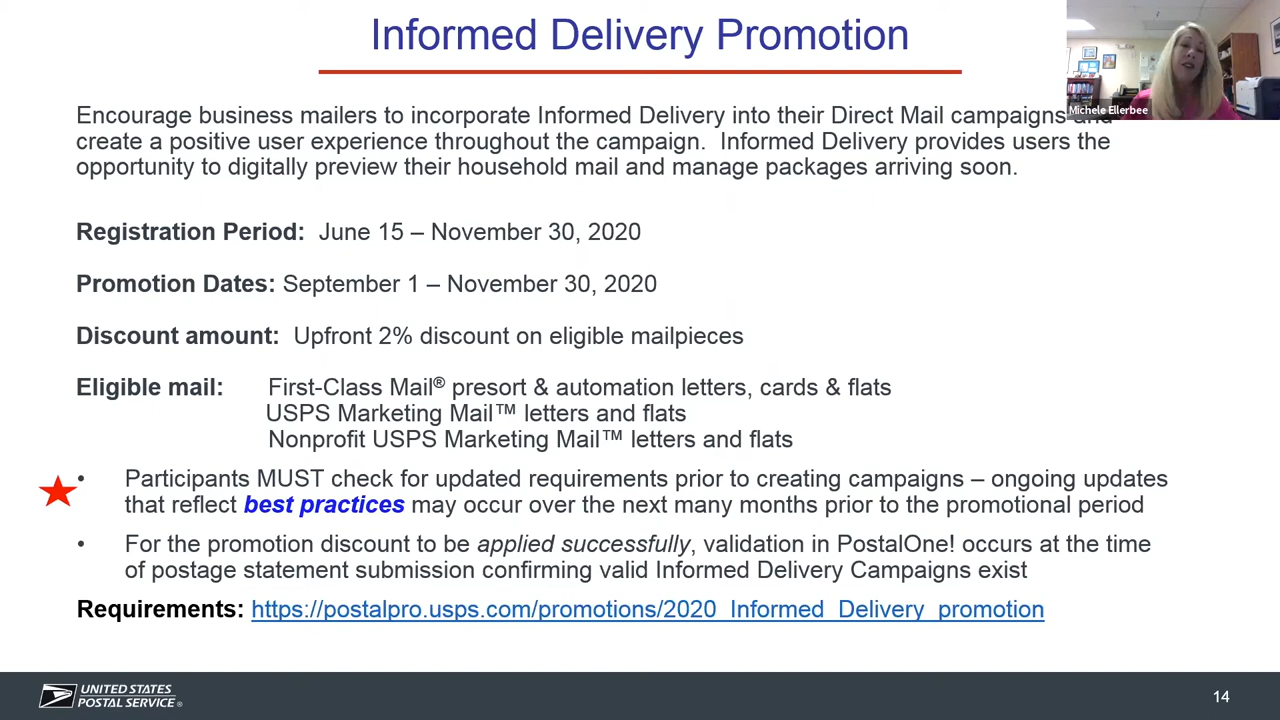 Informed Delivery Promotion
Michele Ellerbee
Encourage business mailers to incorporate Informed Delivery into their Direct Mail campaigns and
create a positive user experience throughout the campaign. Informed Delivery provides users the
opportunity to digitally preview their household mail and manage packages arriving soon.
Registration Period: June 15 – November 30, 2020
Promotion Dates: September 1 – November 30, 2020
Discount amount: Upfront 2% discount on eligible mailpieces
Eligible mail: First-Class Mail® presort & automation letters, cards & flats
USPS Marketing Mail™ letters and flats
Nonprofit USPS Marketing Mail™ letters and flats
• Participants MUST check for updated requirements prior to creating campaigns – ongoing updates
that reflect best practices may occur over the next many months prior to the promotional period
• For the promotion discount to be applied successfully, validation in PostalOne! occurs at the time
of postage statement submission confirming valid Informed Delivery Campaigns exist
Requirements: https://postalpro.usps.com/promotions/2020_Informed_Delivery_promotion
UNITED STATES
POSTAL SERVICE®
14